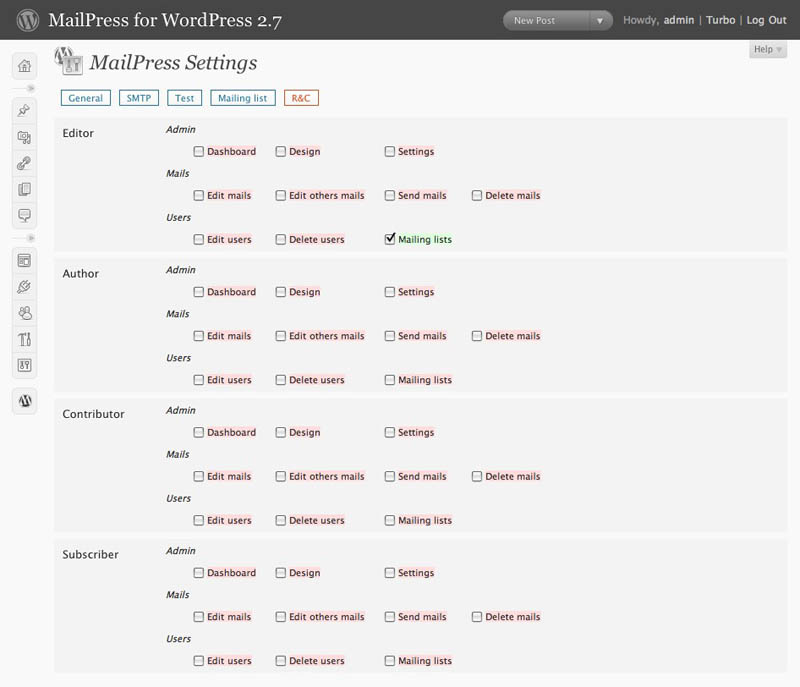 MailPress for WordPress 2.7 New Post Howdy, admin | Turbo | Log Out
Help
MailPress Settings
General SMTP Test Mailing list R&C
Editor Admin
Dashboard Design Settings
Mails
Edit mails Edit others mails Send mails Delete mails
Users
Edit users Delete users Mailing lists
Author Admin
Dashboard Design Settings
Mails
Edit mails Edit others mails Send mails Delete mails
Users
Edit users Delete users Mailing lists
Contributor Admin
Dashboard Design Settings
Mails
Edit mails Edit others mails Send mails Delete mails
Users
Edit users Delete users Mailing lists
Subscriber Admin
Dashboard Design Settings
Mails
Edit mails Edit others mails Send mails Delete mails
Users
Edit users Delete users Mailing lists